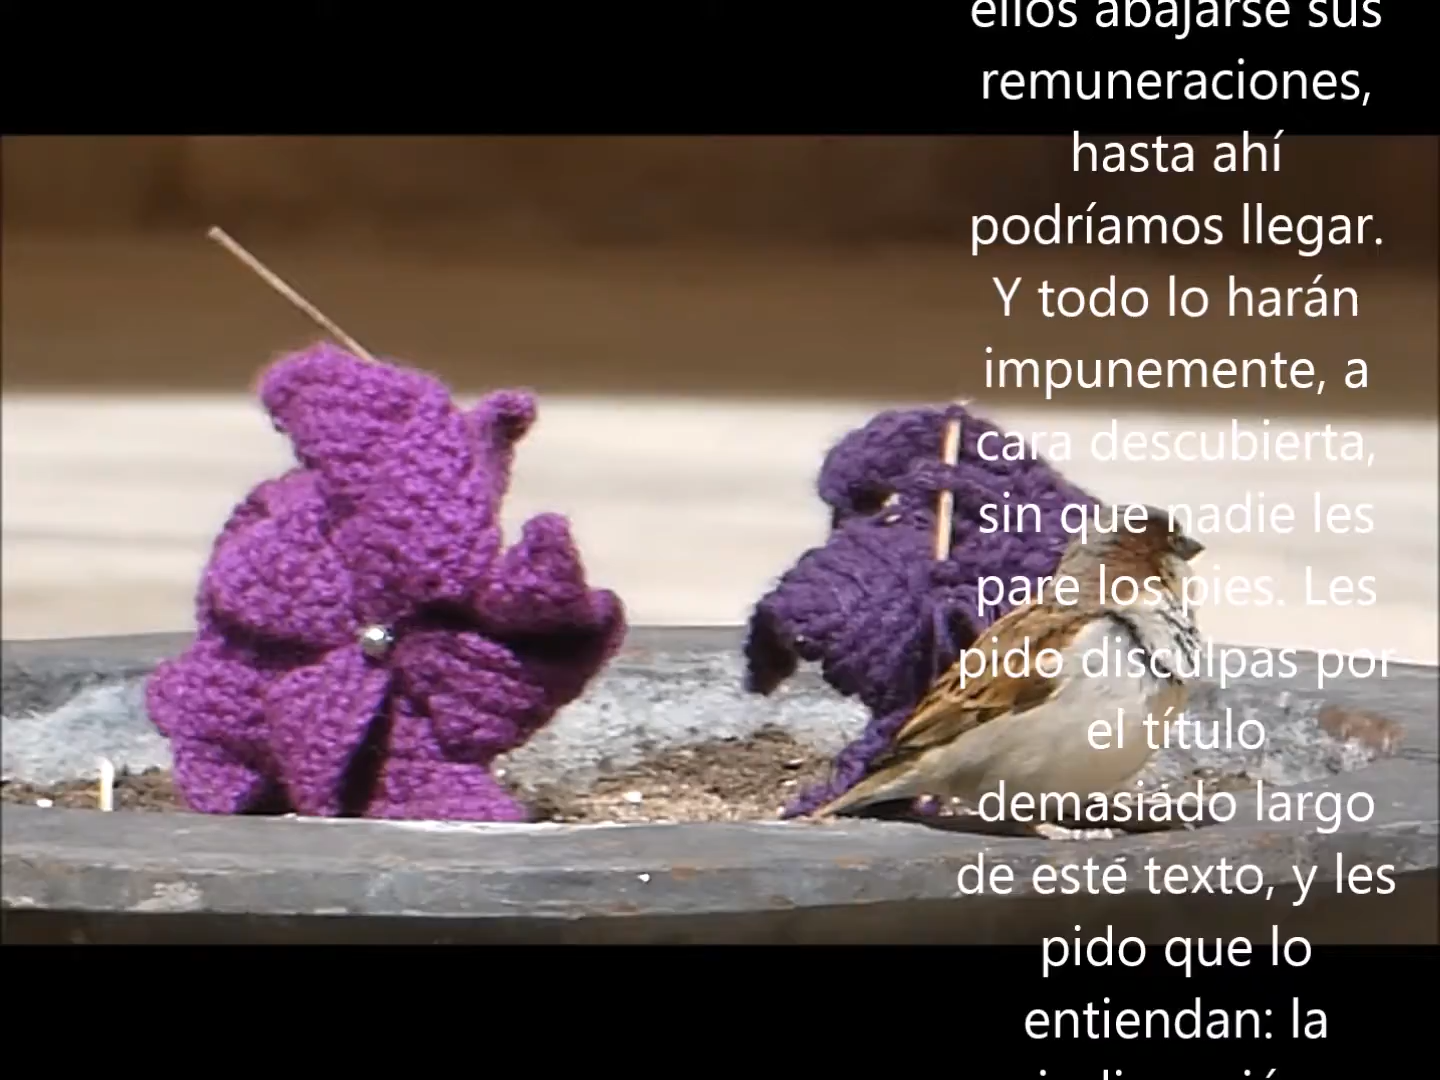 ellos abajarse sus
remuneraciones,
hasta ahí
podríamos llegar.
Y todo lo harán
impunemente, a
cara descubierta,
sin que nadie les
pare los pies. Les
pido disculpas por
el título
demasiado largo
de este texto, y les
pido que lo
entiendan: la